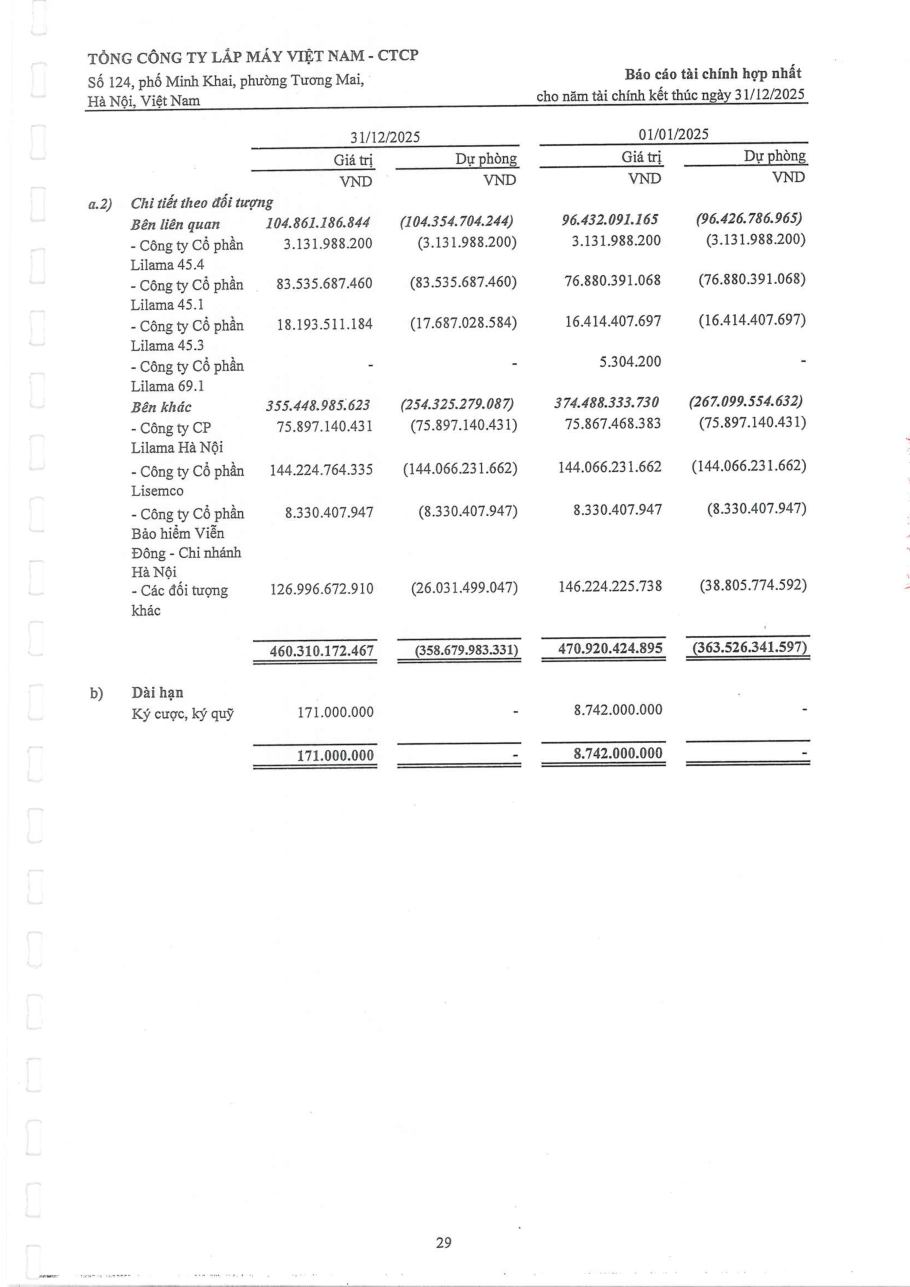 TỔNG CÔNG TY LẮP MÁY VIỆT NAM - CTCP
Số 124, phố Minh Khai, phường Tương Mai,
Hà Nội, Việt Nam
Báo cáo tài chính hợp nhất
cho năm tài chính kết thúc ngày 31/12/2025
31/12/2025 01/01/2025
Giá trị Dự phòng Giá trị Dự phòng
VND VND VND VND
a.2) Chi tiết theo đối tượng
Bên liên quan 104.861.186.844 (104.354.704.244) 96.432.091.165 (96.426.786.965)
- Công ty Cổ phần 3.131.988.200 (3.131.988.200) 3.131.988.200 (3.131.988.200)
Lilama 45.4
- Công ty Cổ phần 83.535.687.460 (83.535.687.460) 76.880.391.068 (76.880.391.068)
Lilama 45.1
- Công ty Cổ phần 18.193.511.184 (17.687.028.584) 16.414.407.697 (16.414.407.697)
Lilama 45.3
- Công ty Cổ phần - - 5.304.200 -
Lilama 69.1
Bên khác 355.448.985.623 (254.325.279.087) 374.488.333.730 (267.099.554.632)
- Công ty CP 75.897.140.431 (75.897.140.431) 75.867.468.383 (75.897.140.431)
Lilama Hà Nội
- Công ty Cổ phần 144.224.764.335 (144.066.231.662) 144.066.231.662 (144.066.231.662)
Lisemco
- Công ty Cổ phần 8.330.407.947 (8.330.407.947) 8.330.407.947 (8.330.407.947)
Bảo hiểm Viễn
Đông - Chi nhánh
Hà Nội
- Các đối tượng 126.996.672.910 (26.031.499.047) 146.224.225.738 (38.805.774.592)
khác
460.310.172.467 (358.679.983.331) 470.920.424.895 (363.526.341.597)
b) Dài hạn
Ký cược, ký quỹ 171.000.000 - 8.742.000.000 -
171.000.000 - 8.742.000.000 -
29